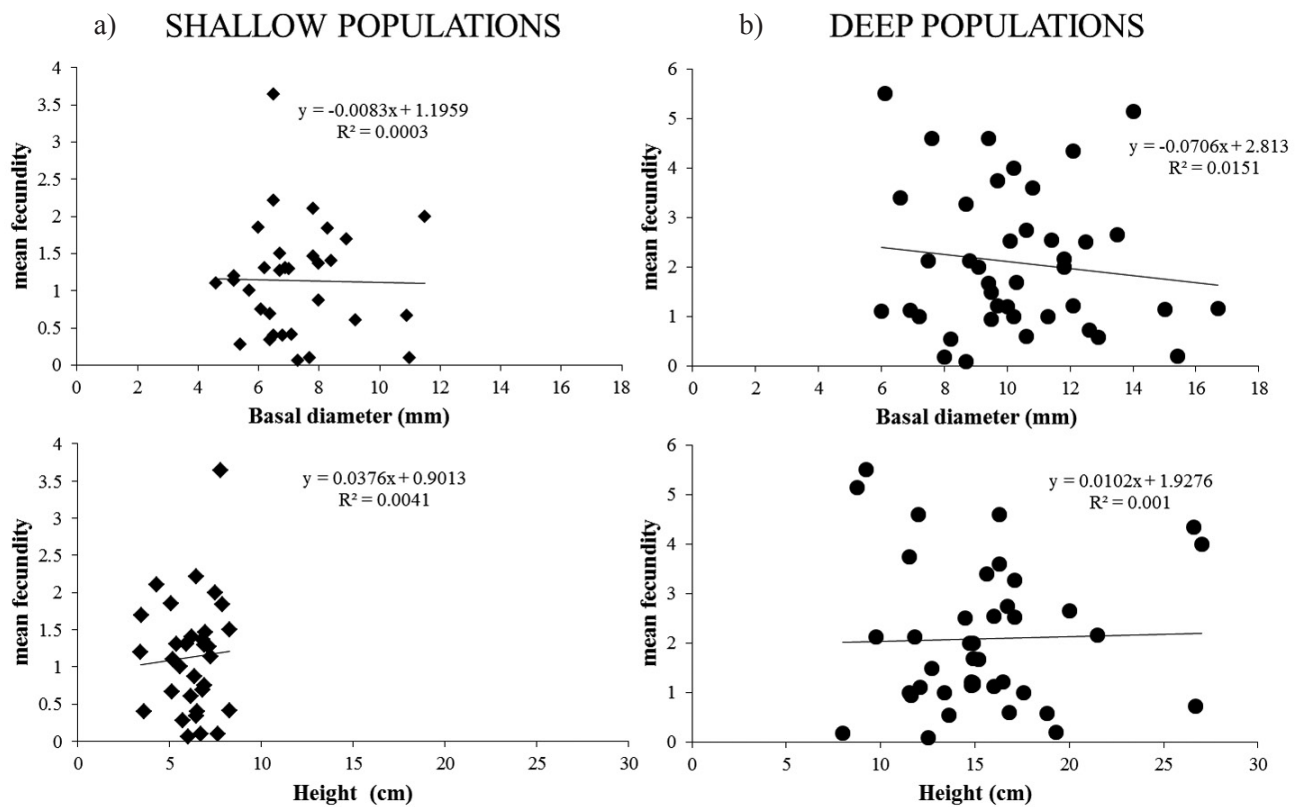 a) SHALLOW POPULATIONS
4
3.5
3
2.5
2
1.5
1
0.5
0
mean fecundity
y = -0.0083x + 1.1959
R² = 0.0003
0 2 4 6 8 10 12 14 16 18
Basal diameter (mm)
b) DEEP POPULATIONS
6
5
4
3
2
1
0
mean fecundity
y = -0.0706x + 2.813
R² = 0.0151
0 2 4 6 8 10 12 14 16 18
Basal diameter (mm)
4
3.5
3
2.5
2
1.5
1
0.5
0
mean fecundity
y = 0.0376x + 0.9013
R² = 0.0041
0 5 10 15 20 25 30
Height (cm)
6
5
4
3
2
1
0
mean fecundity
y = 0.0102x + 1.9276
R² = 0.001
0 5 10 15 20 25 30
Height (cm)